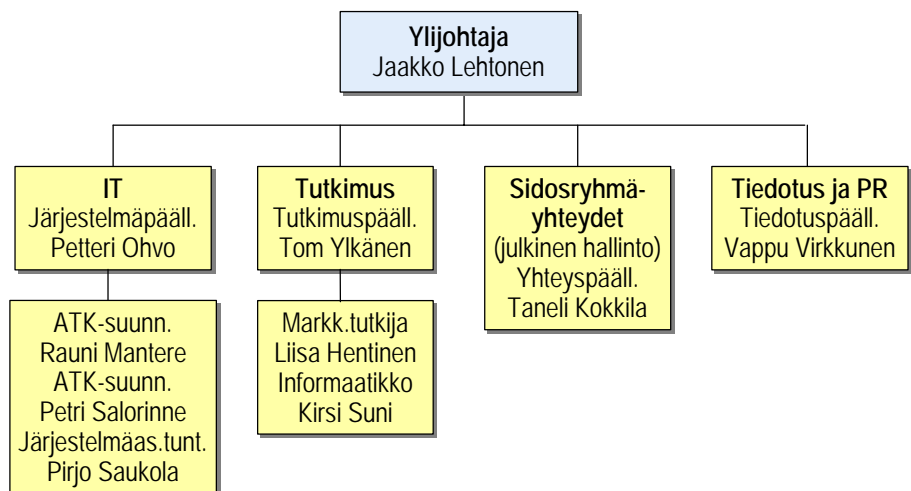 Ylijohtaja
Jaakko Lehtonen
IT
Järjestelmäpääll.
Petteri Ohvo
Tutkimus
Tutkimuspääll.
Tom Ylkänen
Sidosryhmä-
yhteydet
(julkinen hallinto)
Yhteyspääll.
Taneli Kokkila
Tiedotus ja PR
Tiedotuspääll.
Vappu Virkkunen
ATK-suunn.
Rauni Mantere
ATK-suunn.
Petri Salorinne
Järjestelmäas.tunt.
Pirjo Saukola
Markk.tutkija
Liisa Hentinen
Informaatikko
Kirsi Suni